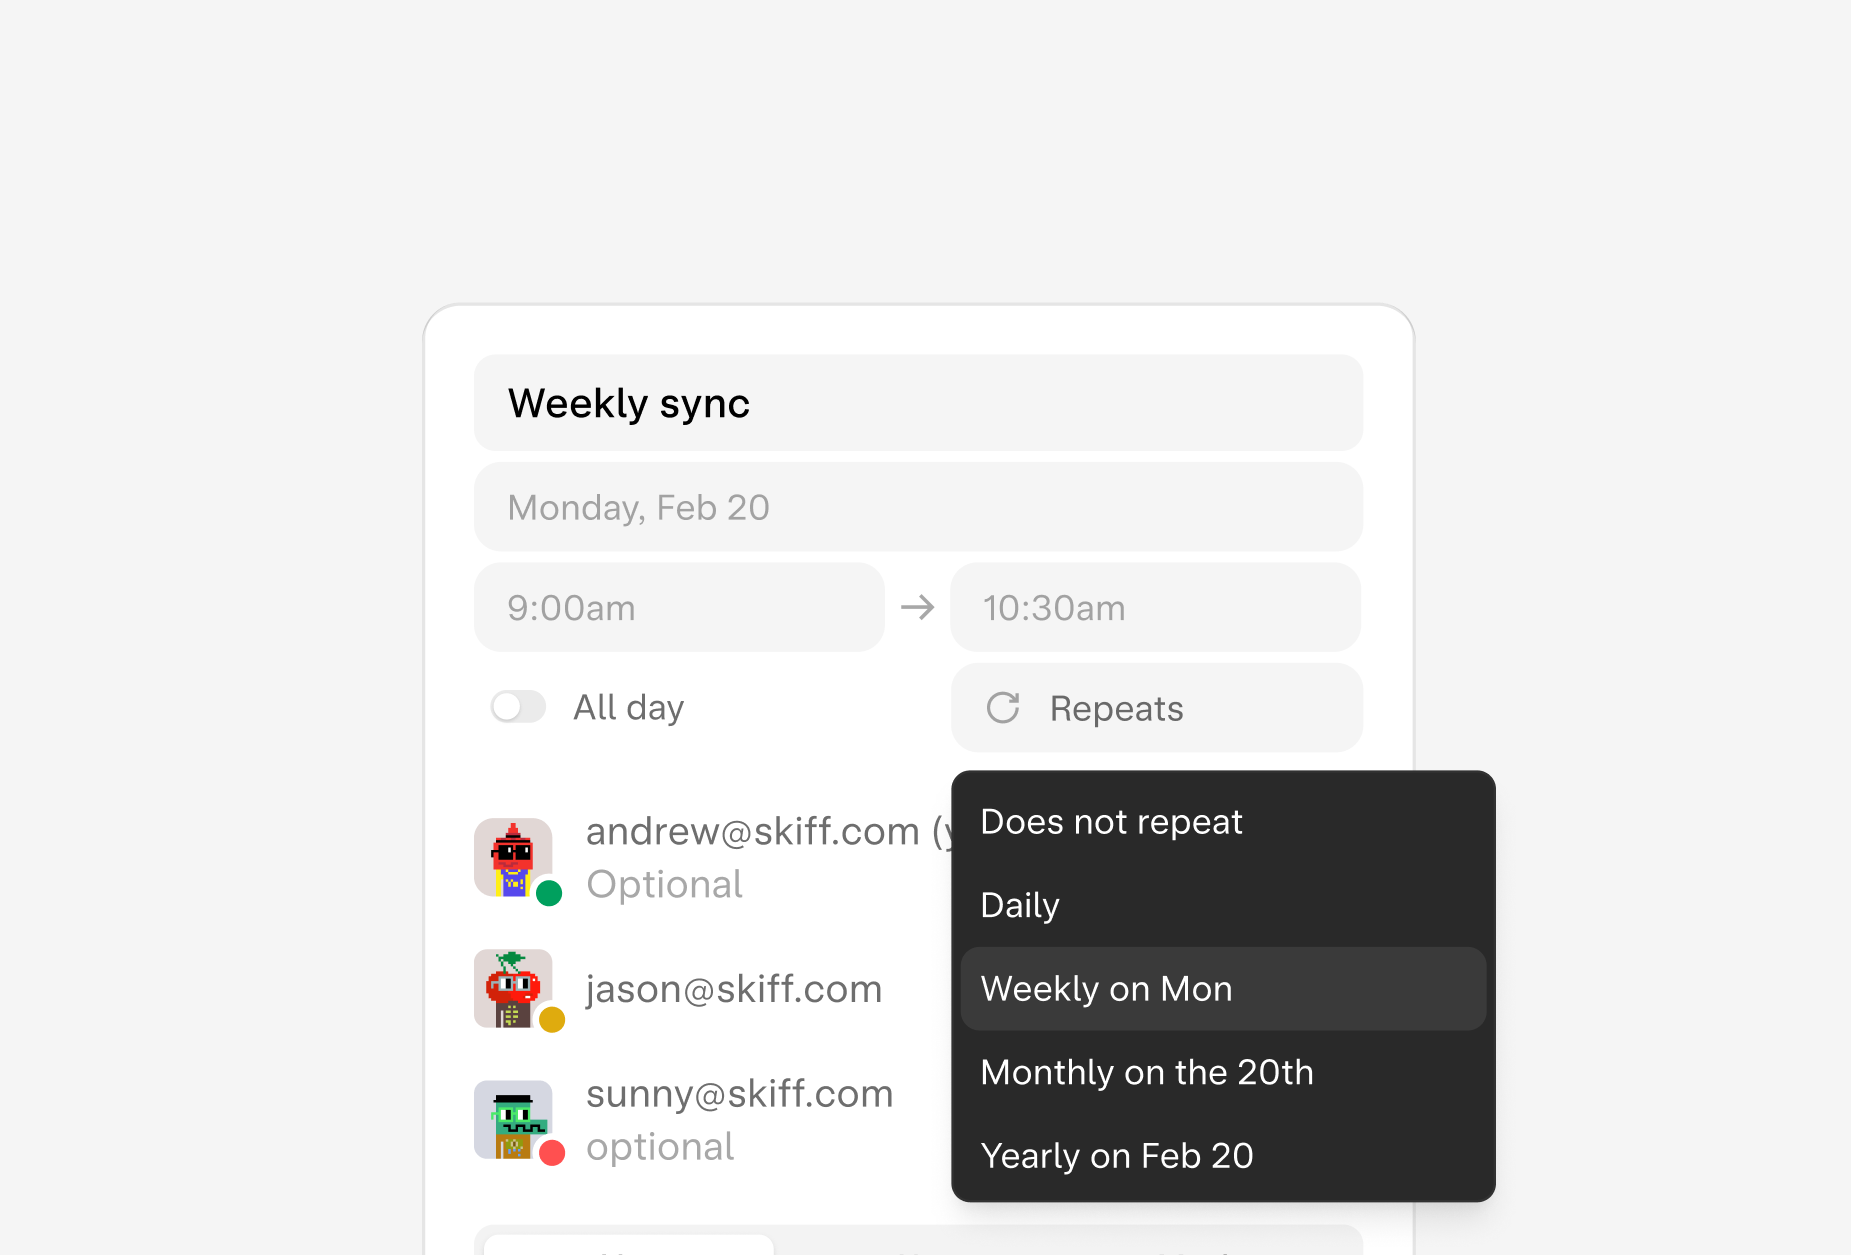 Weekly sync
Monday, Feb 20
9:00am → 10:30am
All day
Repeats
andrew@skiff.com (y
Optional
jason@skiff.com
sunny@skiff.com
optional
Does not repeat
Daily
Weekly on Mon
Monthly on the 20th
Yearly on Feb 20